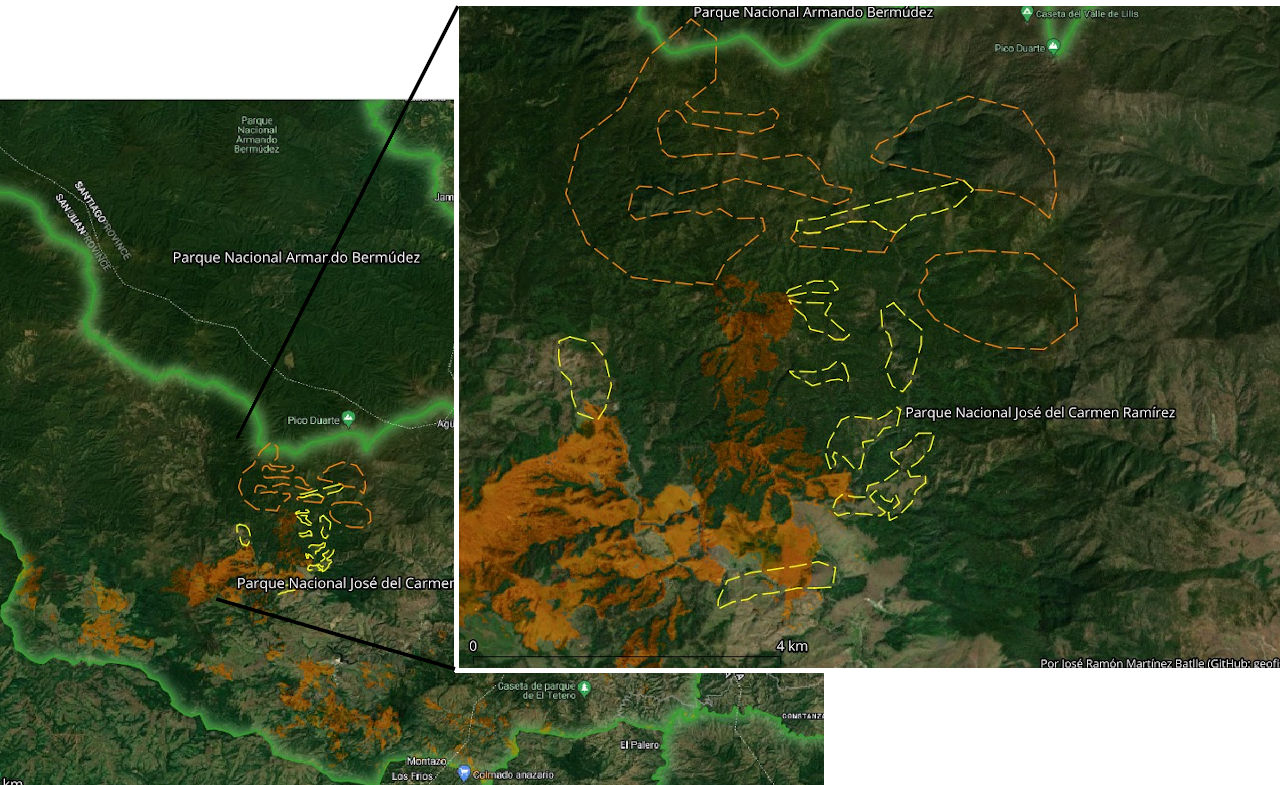 Parque Nacional Armando Bermúdez
Caseta del Valle de Lilis
Pico Duarte
Parque
Nacional
Armando
Bermúdez
SANTIAGO
PROVINCE
SAN JUAN
PROVINCE
Jam
Parque Nacional Armando Bermúdez
Pico Duarte
Agu
Parque Nacional José del Carmen Ramírez
Parque Nacional José del Carmen
0
4 km
Por José Ramón Martínez Batlle (GitHub: geofi
Caseta de parque
de El Tetero
CONSTANZA
El Palero
Montazo
Los Frios
Colmado anazario
km